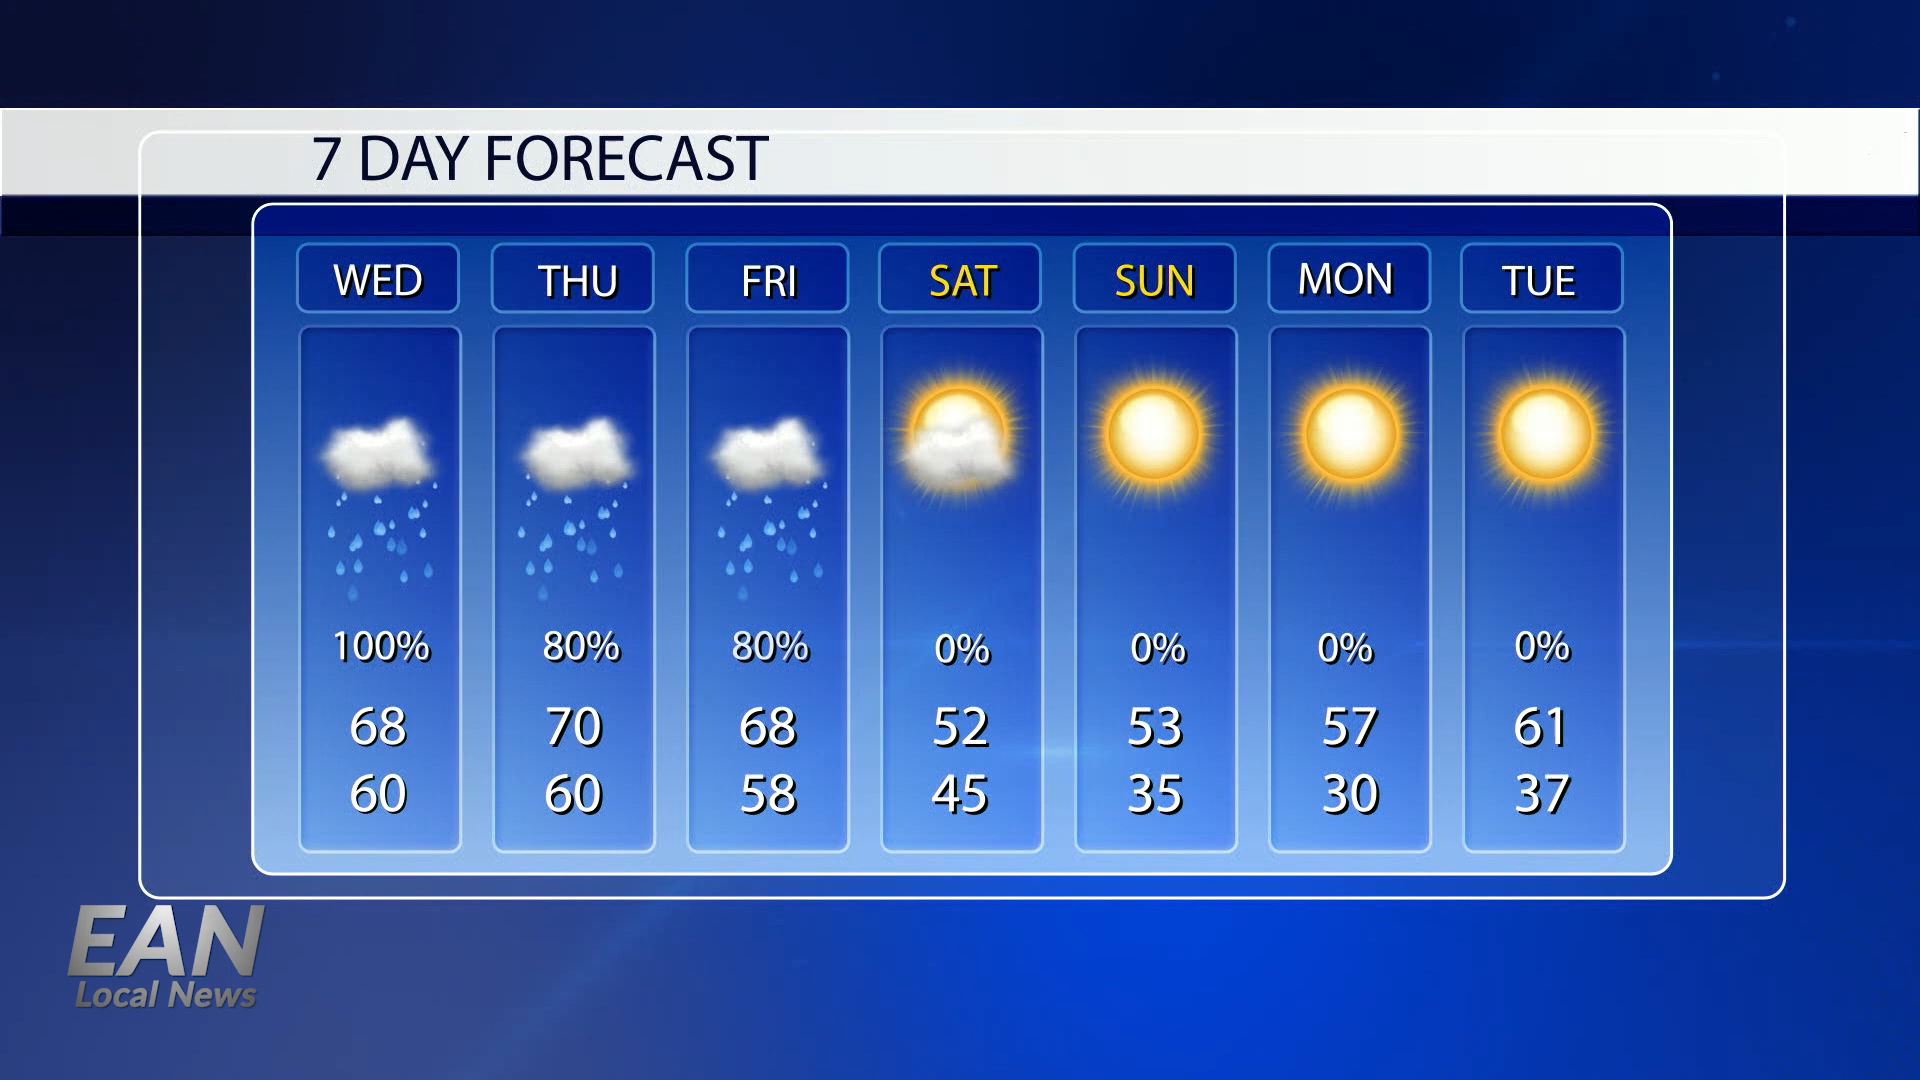 7 DAY FORECAST
WED THU FRI SAT SUN MON TUE
100% 80% 80% 0% 0% 0% 0%
68 70 68 52 53 57 61
60 60 58 45 35 30 37
EAN
Local News